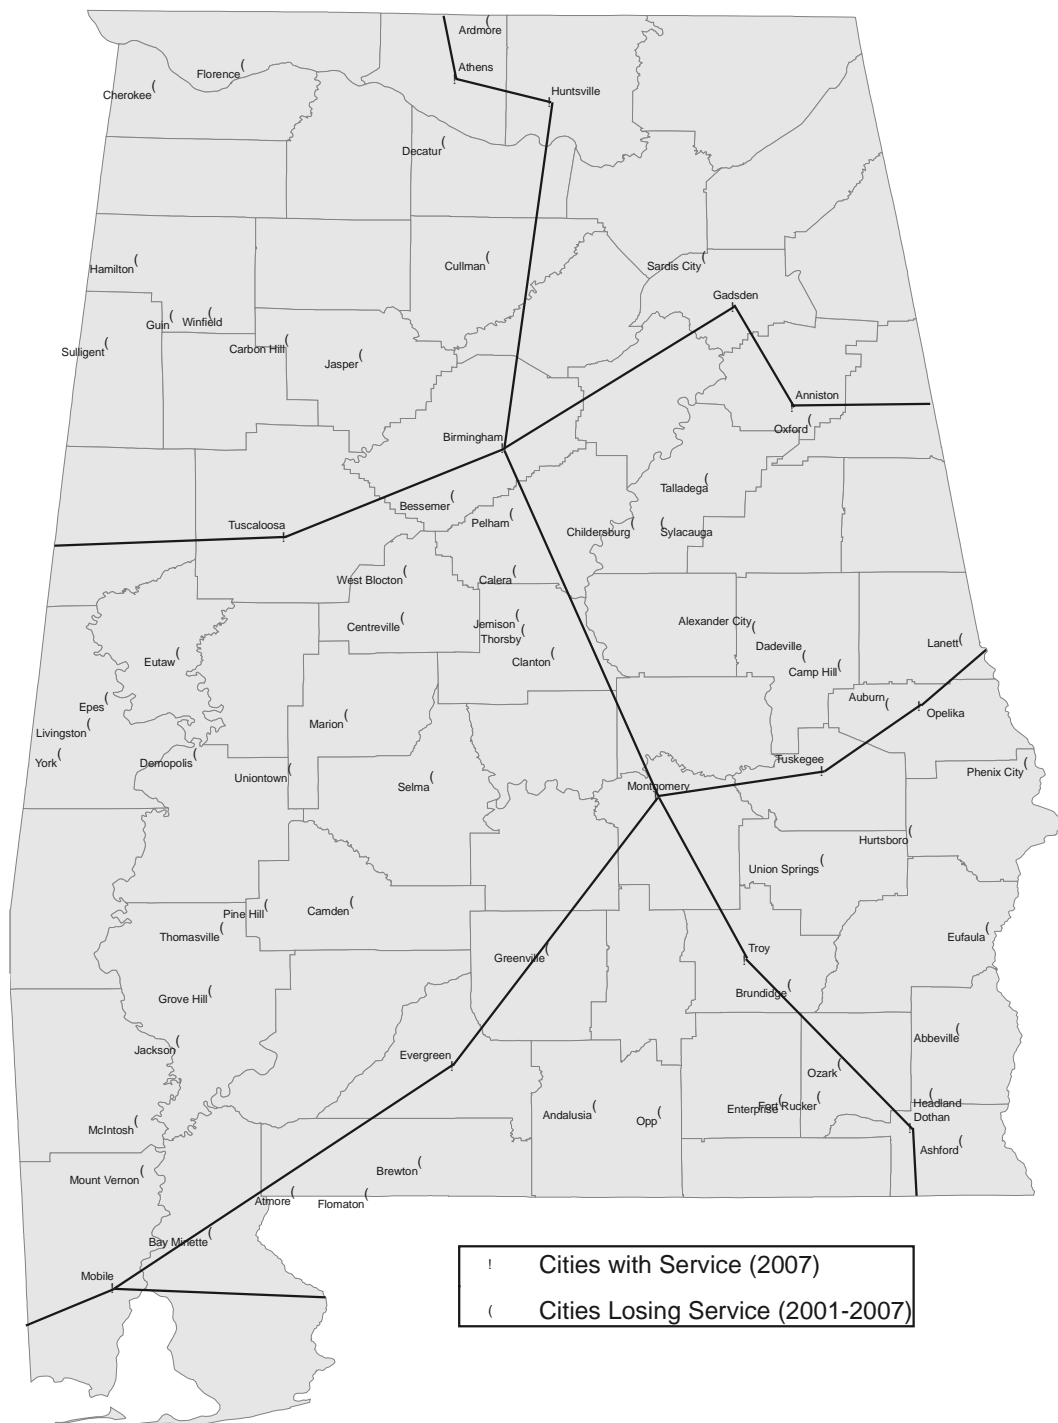 Ardmore
Athens
Florence
Cherokee
Huntsville
Decatur
Hamilton
Cullman
Sardis City
Gadsden
Guin
Winfield
Sulligent
Carbon Hill
Jasper
Anniston
Oxford
Birmingham
Talladega
Bessemer
Tuscaloosa
Pelham
Childersburg
Sylacauga
West Blocton
Calera
Centreville
Jemison
Thorsby
Alexander City
Dadeville
Lanett
Eutaw
Clanton
Camp Hill
Auburn
Epes
Opelika
Livingston
Marion
York
Demopolis
Uniontown
Selma
Tuskegee
Phenix City
Montgomery
Hurtsboro
Union Springs
Pine Hill
Camden
Thomasville
Eufaula
Greenville
Troy
Grove Hill
Brundidge
Jackson
Evergreen
Abbeville
Ozark
Headland
Enterprise
Fort Rucker
Andalusia
Opp
Dothan
McIntosh
Ashford
Mount Vernon
Brewton
Atmore
Flomaton
Bay Minette
Mobile
! Cities with Service (2007)
( Cities Losing Service (2001-2007)